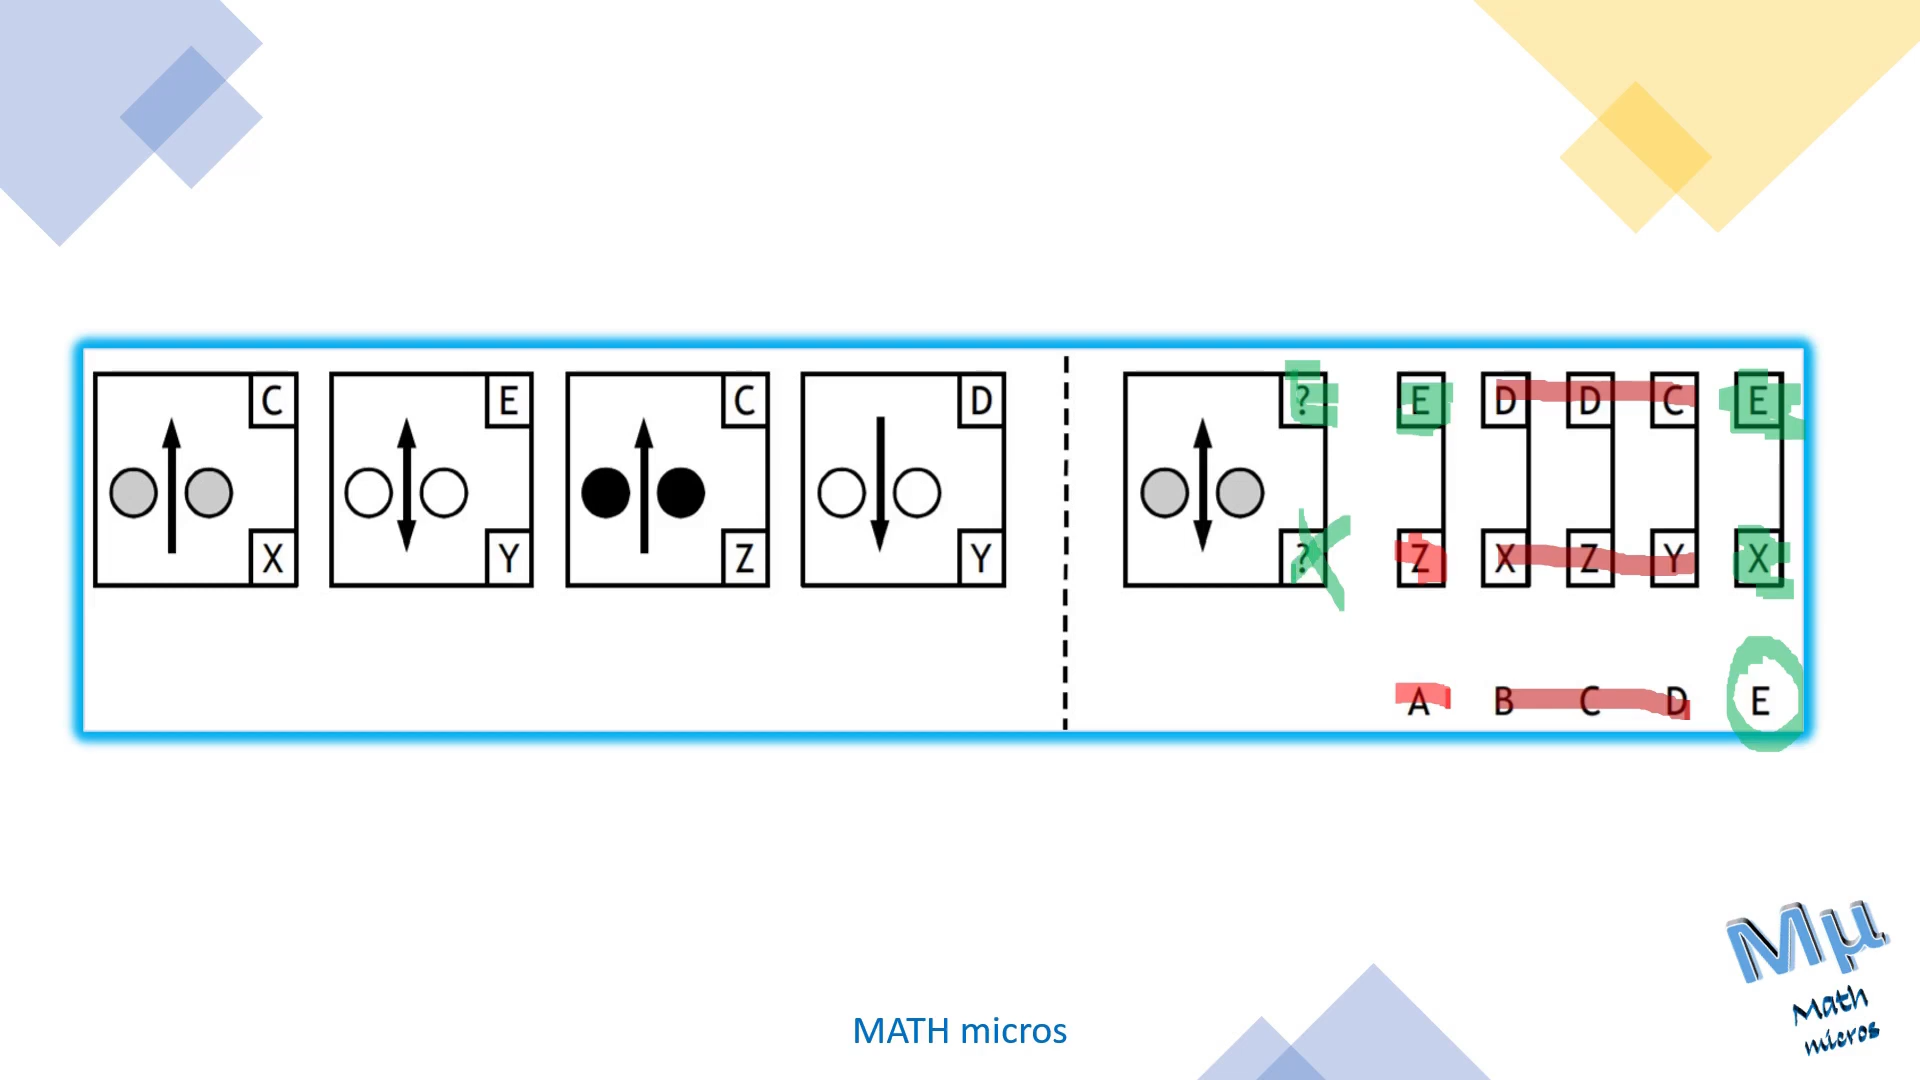 C E C D ? E D D C E
X Y Z Y ? Z X Z Y X
A B C D E
Mµ
Math
micros
MATH micros